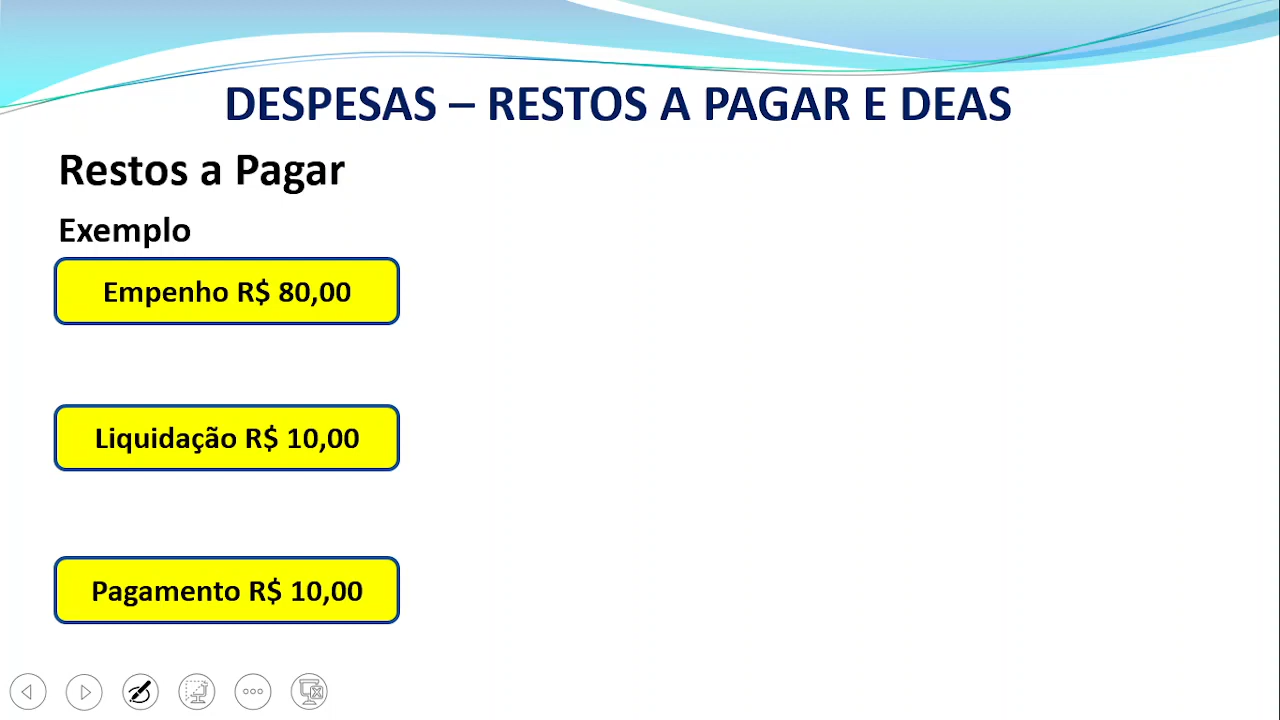 DESPESAS – RESTOS A PAGAR E DEAS
Restos a Pagar
Exemplo
Empenho R$ 80,00
Liquidação R$ 10,00
Pagamento R$ 10,00